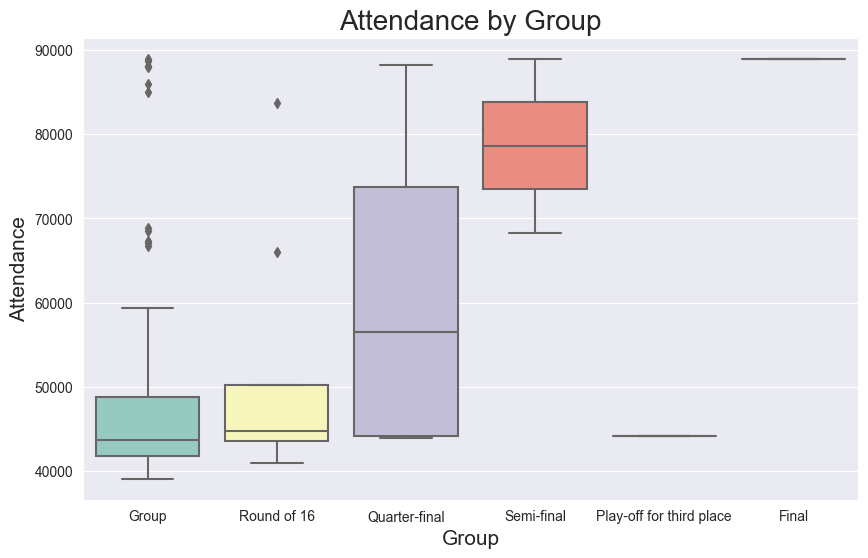 Attendance by Group
Attendance
90000
80000
70000
60000
50000
40000
Group
Round of 16
Quarter-final
Semi-final
Play-off for third place
Final
Group